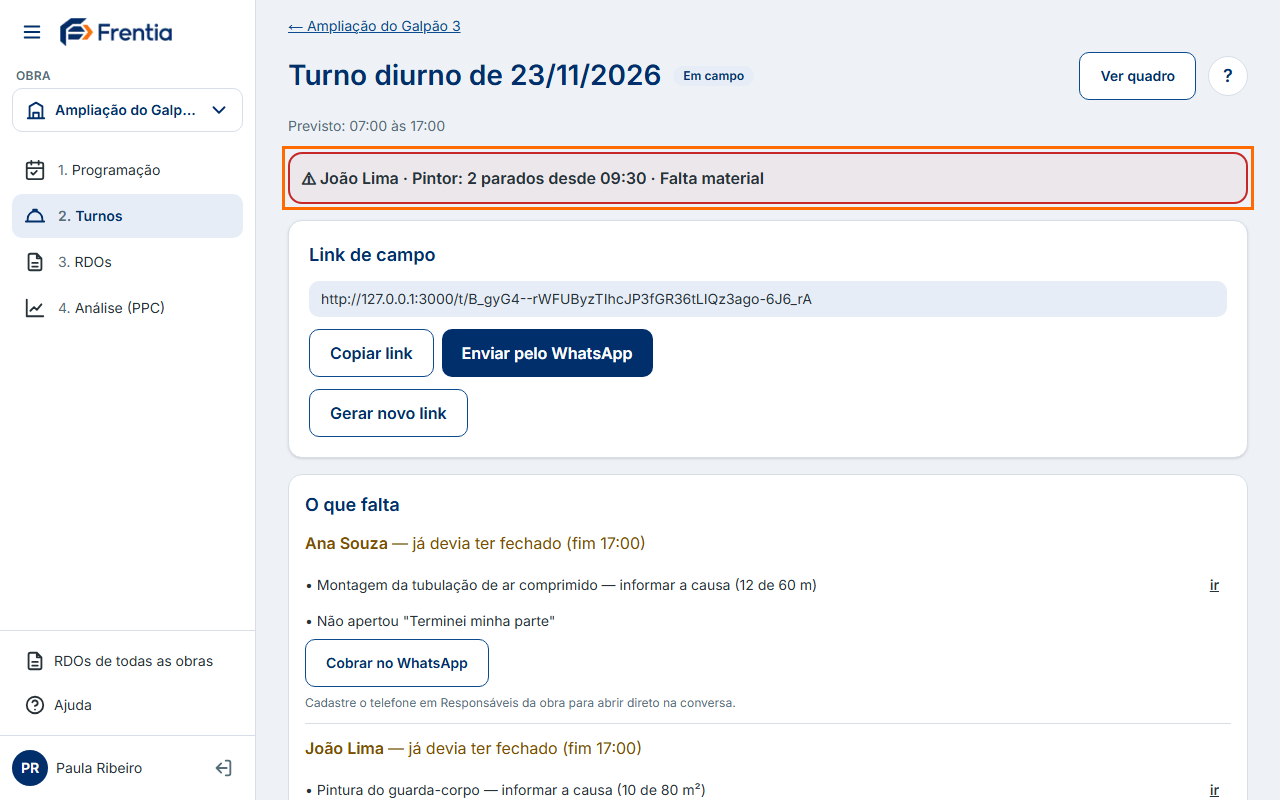 Frentia
← Ampliação do Galpão 3
Turno diurno de 23/11/2026
Em campo
Ver quadro
?
Previsto: 07:00 às 17:00
OBRA
Ampliação do Galp...
1. Programação
2. Turnos
3. RDOs
4. Análise (PPC)
⚠ João Lima · Pintor: 2 parados desde 09:30 · Falta material
Link de campo
http://127.0.0.1:3000/t/B_gyG4--rWFUByzTIhcJP3fGR36tLIQz3ago-6J6_rA
Copiar link
Enviar pelo WhatsApp
Gerar novo link
O que falta
Ana Souza — já devia ter fechado (fim 17:00)
• Montagem da tubulação de ar comprimido — informar a causa (12 de 60 m)
ir
• Não apertou "Terminei minha parte"
Cobrar no WhatsApp
Cadastre o telefone em Responsáveis da obra para abrir direto na conversa.
João Lima — já devia ter fechado (fim 17:00)
• Pintura do guarda-corpo — informar a causa (10 de 80 m²)
ir
RDOs de todas as obras
Ajuda
PR
Paula Ribeiro